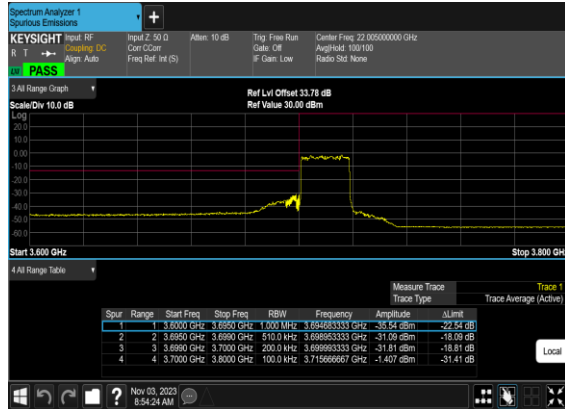 Spectrum Analyzer 1
Spurious Emissions
KEYSIGHT Input: RF Input Z: 50 Ω Atten: 10 dB Trig: Free Run Center Freq: 22.005000000 GHz
R T Coupling: DC Corr CCorr Gate: Off Avg|Hold: 100/100
Align: Auto Freq Ref: Int (S) IF Gain: Low Radio Std: None
PASS
3 All Range Graph
Ref Lvl Offset 33.78 dB
Scale/Div 10.0 dB Ref Value 30.00 dBm
Log
20.0
10.0
0.00
-10.0
-20.0
-30.0
-40.0
-50.0
-60.0
Start 3.600 GHz Stop 3.800 GHz
4 All Range Table
Measure Trace Trace 1
Trace Type Trace Average (Active)
Spur Range Start Freq Stop Freq RBW Frequency Amplitude ΔLimit
1 1 3.6000 GHz 3.6950 GHz 1.000 MHz 3.694683333 GHz -35.54 dBm -22.54 dB
2 2 3.6950 GHz 3.6990 GHz 510.0 kHz 3.698953333 GHz -31.09 dBm -18.09 dB
3 3 3.6990 GHz 3.7000 GHz 200.0 kHz 3.699993333 GHz -31.81 dBm -18.81 dB
4 4 3.7000 GHz 3.8000 GHz 100.0 kHz 3.715666667 GHz -1.407 dBm -31.41 dB
Local
Nov 03, 2023
8:54:24 AM